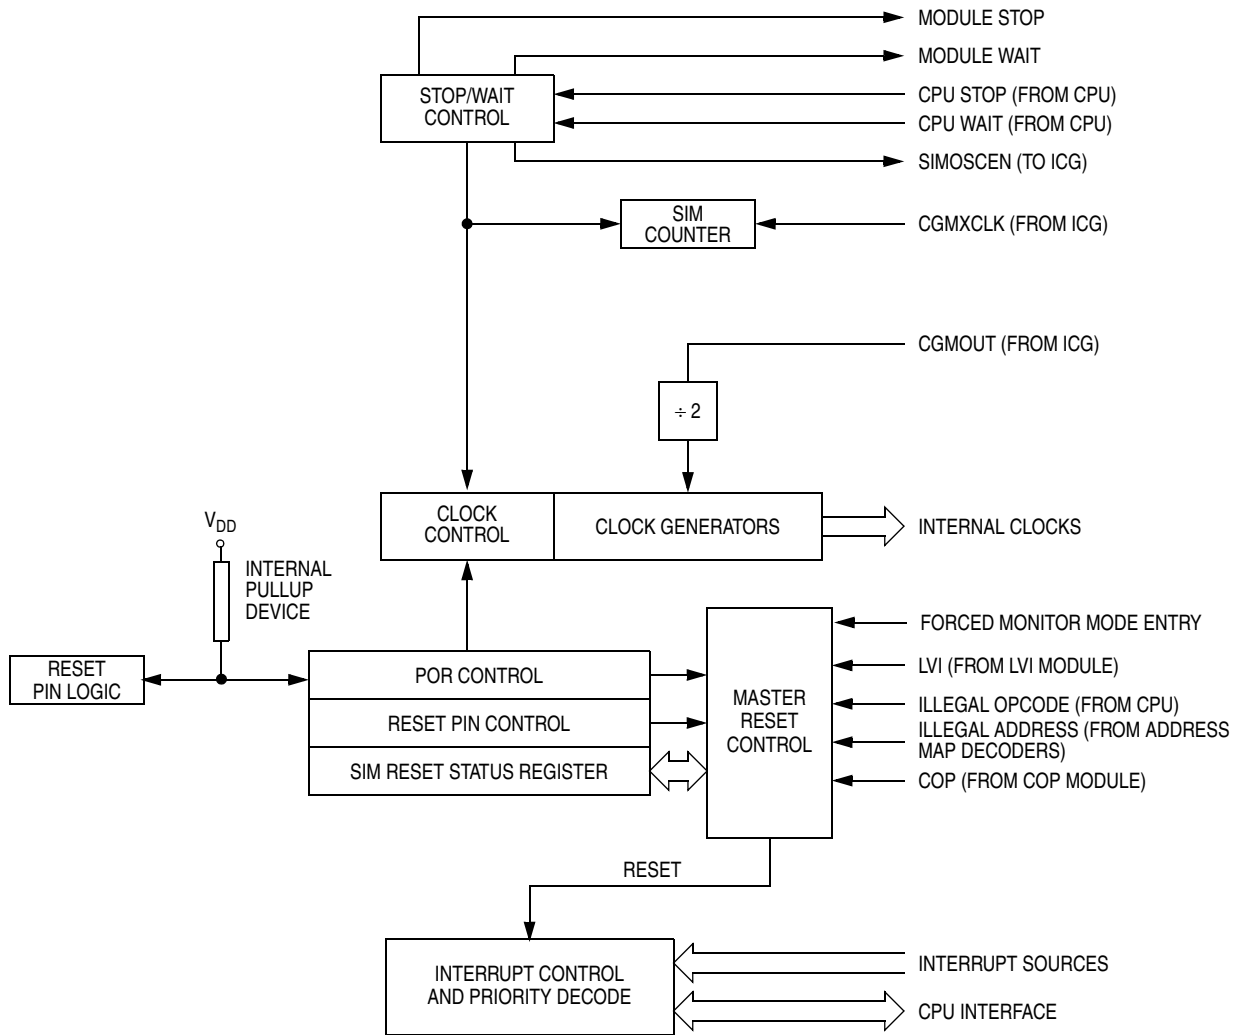 MODULE STOP
MODULE WAIT
STOP/WAIT
CONTROL
CPU STOP (FROM CPU)
CPU WAIT (FROM CPU)
SIMOSCEN (TO ICG)
SIM
COUNTER
CGMXCLK (FROM ICG)
CGMOUT (FROM ICG)
÷ 2
CLOCK
CONTROL
CLOCK GENERATORS
INTERNAL CLOCKS
VDD
INTERNAL
PULLUP
DEVICE
RESET
PIN LOGIC
POR CONTROL
RESET PIN CONTROL
SIM RESET STATUS REGISTER
MASTER
RESET
CONTROL
FORCED MONITOR MODE ENTRY
LVI (FROM LVI MODULE)
ILLEGAL OPCODE (FROM CPU)
ILLEGAL ADDRESS (FROM ADDRESS
MAP DECODERS)
COP (FROM COP MODULE)
RESET
INTERRUPT CONTROL
AND PRIORITY DECODE
INTERRUPT SOURCES
CPU INTERFACE